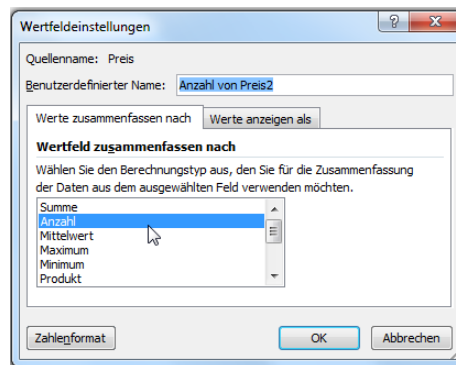 Wertfeldeinstellungen
Quellenname: Preis
Benutzerdefinierter Name: Anzahl von Preis2
Werte zusammenfassen nach Werte anzeigen als
Wertfeld zusammenfassen nach
Wählen Sie den Berechnungstyp aus, den Sie für die Zusammenfassung
der Daten aus dem ausgewählten Feld verwenden möchten.
Summe
Anzahl
Mittelwert
Maximum
Minimum
Produkt
Zahlenformat OK Abbrechen